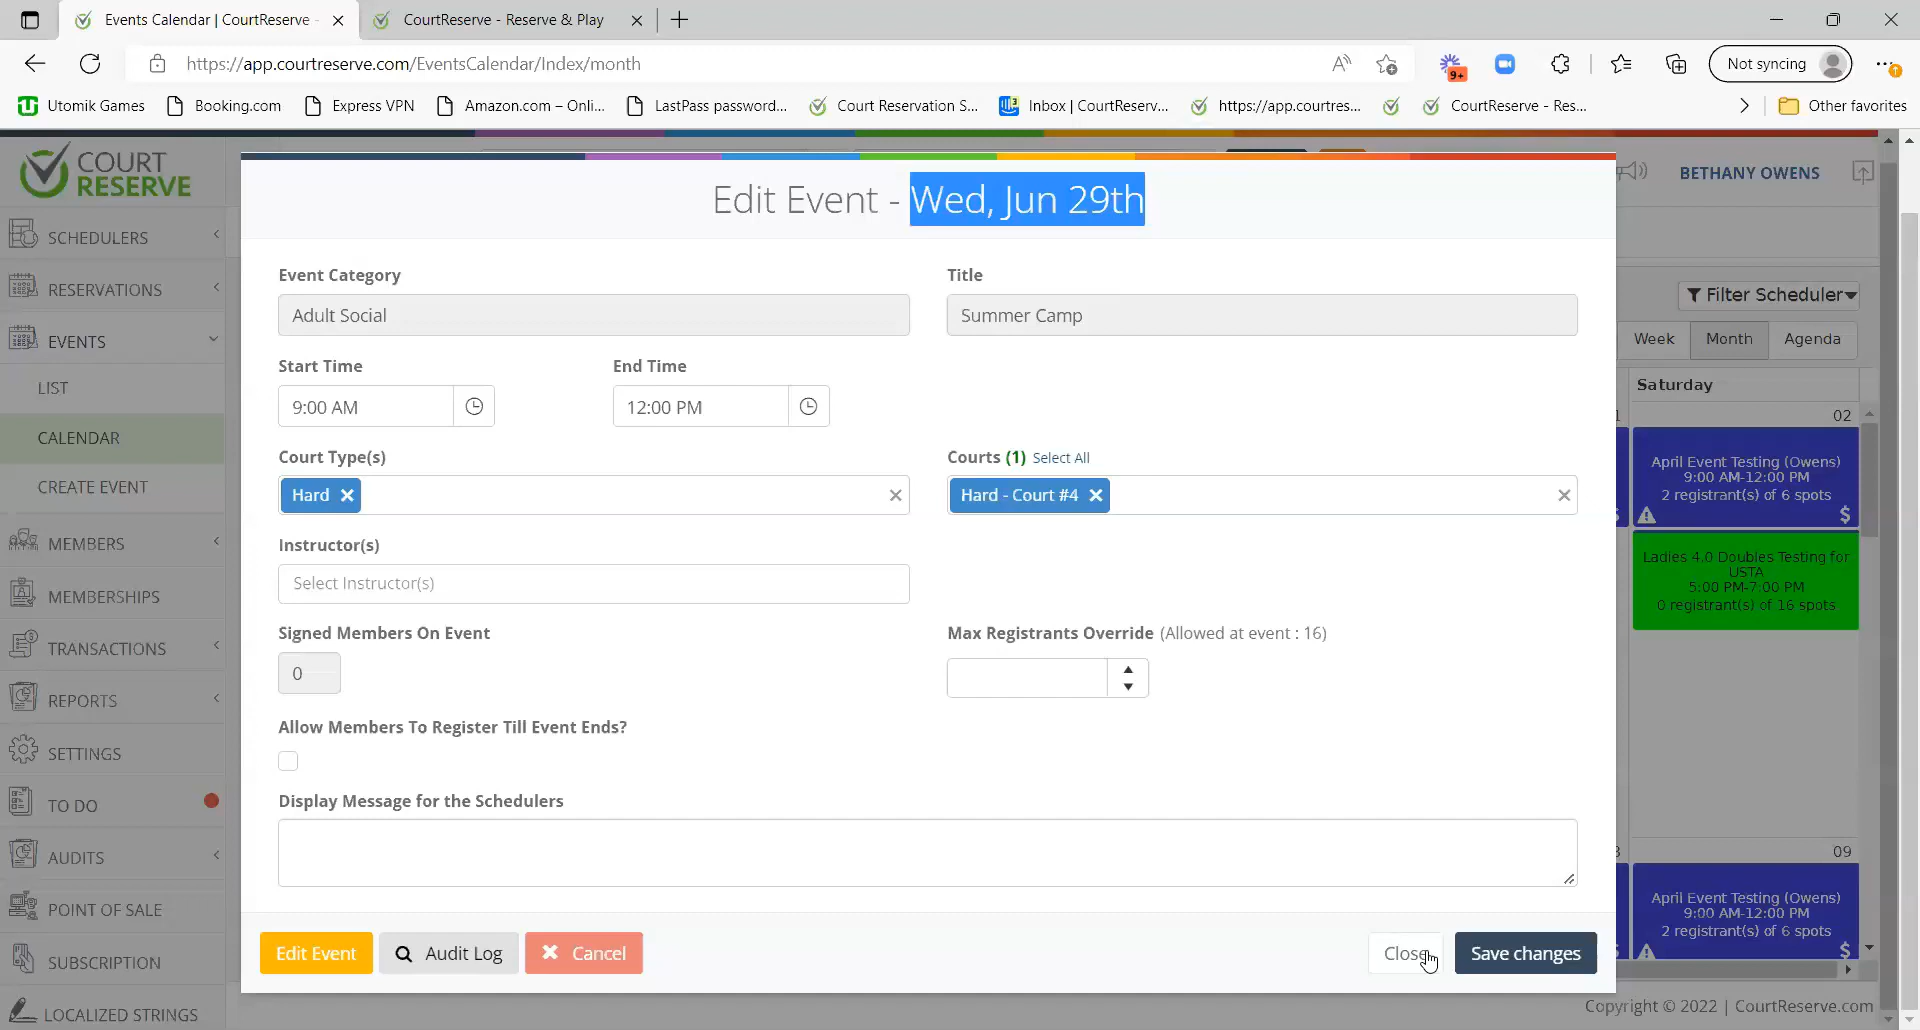 Events Calendar | CourtReserve -
CourtReserve - Reserve & Play
https://app.courtreserve.com/EventsCalendar/Index/month
A
9+
Not syncing
Utomik Games
Booking.com
Express VPN
Amazon.com – Onli...
LastPass password...
Court Reservation S...
3
Inbox | CourtReserv...
https://app.courtres...
CourtReserve - Res...
Other favorites
COURT
RESERVE
BETHANY OWENS
Edit Event - Wed, Jun 29th
SCHEDULERS
RESERVATIONS
EVENTS
LIST
CALENDAR
CREATE EVENT
MEMBERS
MEMBERSHIPS
TRANSACTIONS
REPORTS
SETTINGS
TO DO
AUDITS
POINT OF SALE
SUBSCRIPTION
LOCALIZED STRINGS
Event Category
Adult Social
Title
Summer Camp
Start Time
9:00 AM
End Time
12:00 PM
Court Type(s)
Hard
Courts (1) Select All
Hard - Court #4
Instructor(s)
Select Instructor(s)
Signed Members On Event
0
Max Registrants Override (Allowed at event : 16)
Allow Members To Register Till Event Ends?
Display Message for the Schedulers
Edit Event
Audit Log
Cancel
Close
Save changes
Filter Scheduler
Week
Month
Agenda
Saturday
02
April Event Testing (Owens)
9:00 AM-12:00 PM
2 registrant(s) of 6 spots
$
Ladies 4.0 Doubles Testing for
USTA
5:00 PM-7:00 PM
0 registrant(s) of 16 spots
09
April Event Testing (Owens)
9:00 AM-12:00 PM
2 registrant(s) of 6 spots
$
Copyright © 2022 | CourtReserve.com